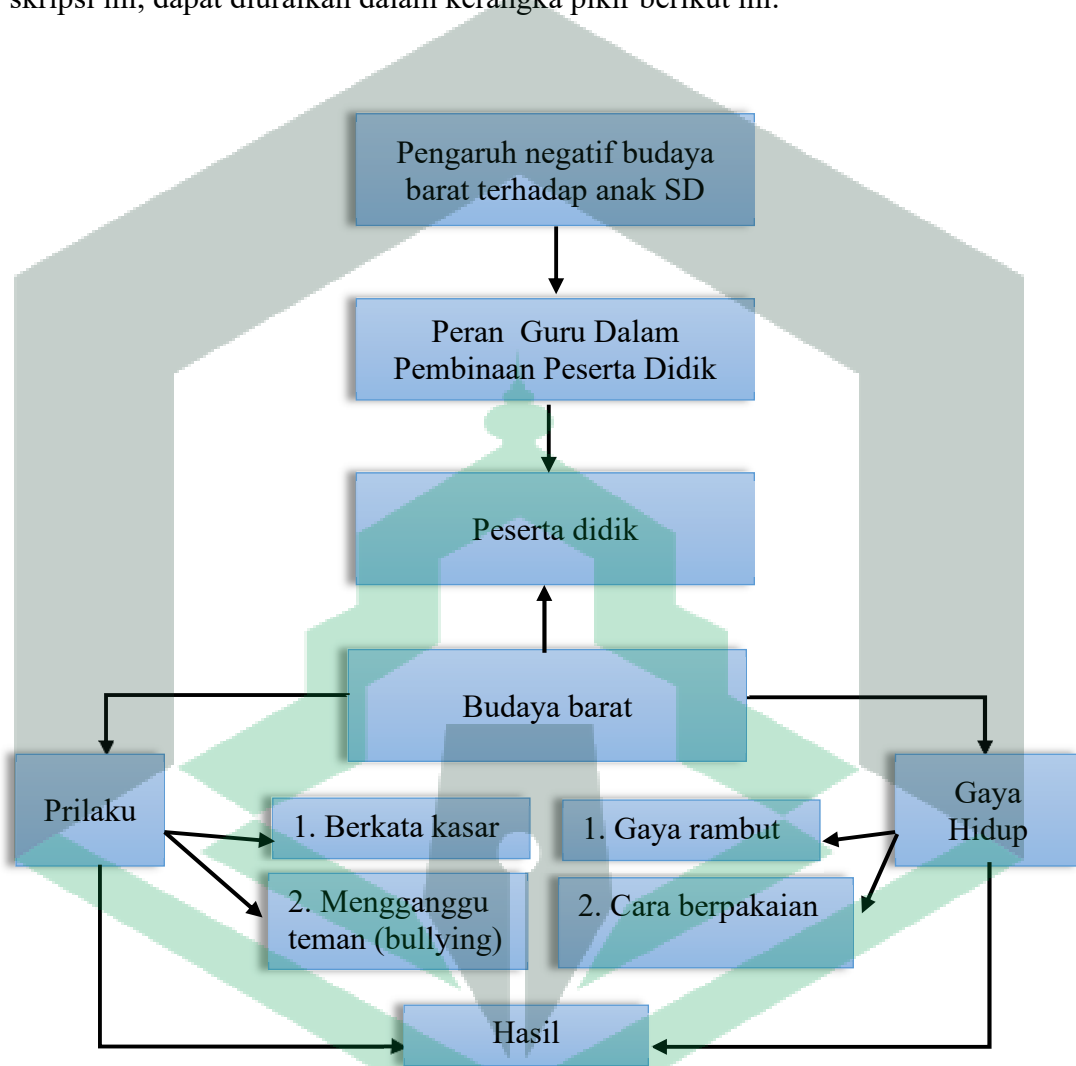 skripsi ini, dapat diuraikan dalam kerangka pikir berikut ini:
Pengaruh negatif budaya
barat terhadap anak SD
Peran  Guru Dalam
Pembinaan Peserta Didik
Peserta didik
Budaya barat
Prilaku
1. Berkata kasar
2. Mengganggu
teman (bullying)
Gaya
Hidup
1. Gaya rambut
2. Cara berpakaian
Hasil